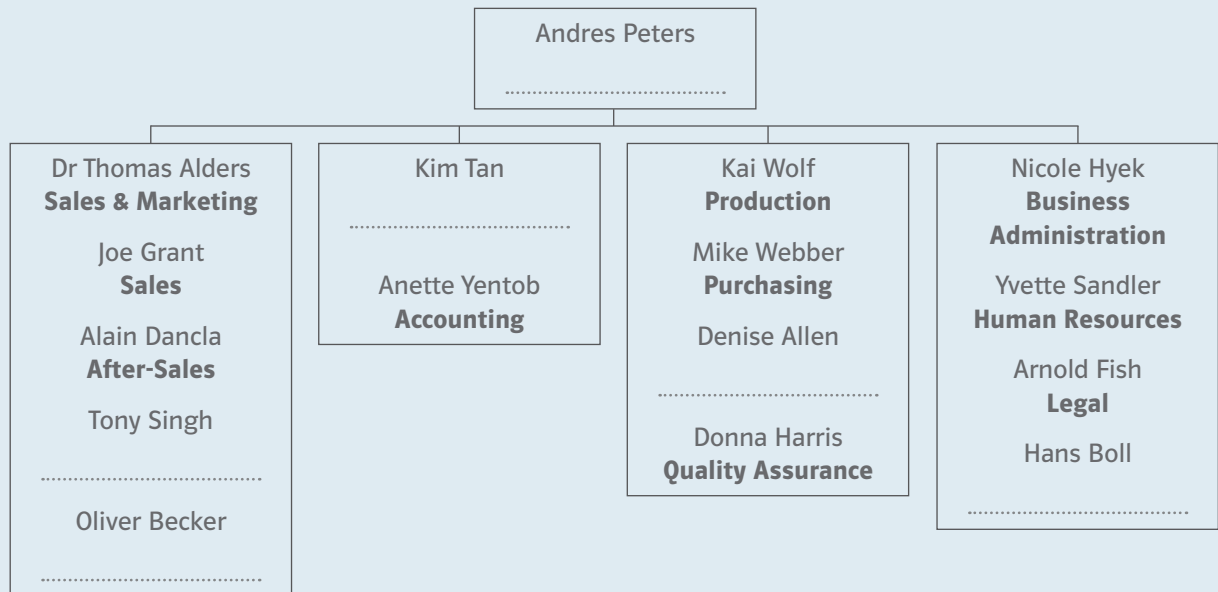 Andres Peters
Dr Thomas Alders
Sales & Marketing
Joe Grant
Sales
Alain Dancla
After-Sales
Tony Singh
Oliver Becker
Kim Tan
Anette Yentob
Accounting
Kai Wolf
Production
Mike Webber
Purchasing
Denise Allen
Donna Harris
Quality Assurance
Nicole Hyek
Business
Administration
Yvette Sandler
Human Resources
Arnold Fish
Legal
Hans Boll